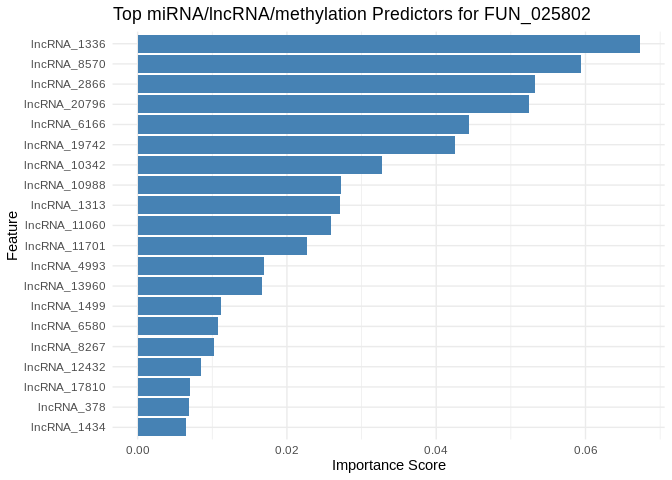 Top miRNA/lncRNA/methylation Predictors for FUN_025802
Feature
lncRNA_1336
lncRNA_8570
lncRNA_2866
lncRNA_20796
lncRNA_6166
lncRNA_19742
lncRNA_10342
lncRNA_10988
lncRNA_1313
lncRNA_11060
lncRNA_11701
lncRNA_4993
lncRNA_13960
lncRNA_1499
lncRNA_6580
lncRNA_8267
lncRNA_12432
lncRNA_17810
lncRNA_378
lncRNA_1434
0.00 0.02 0.04 0.06
Importance Score